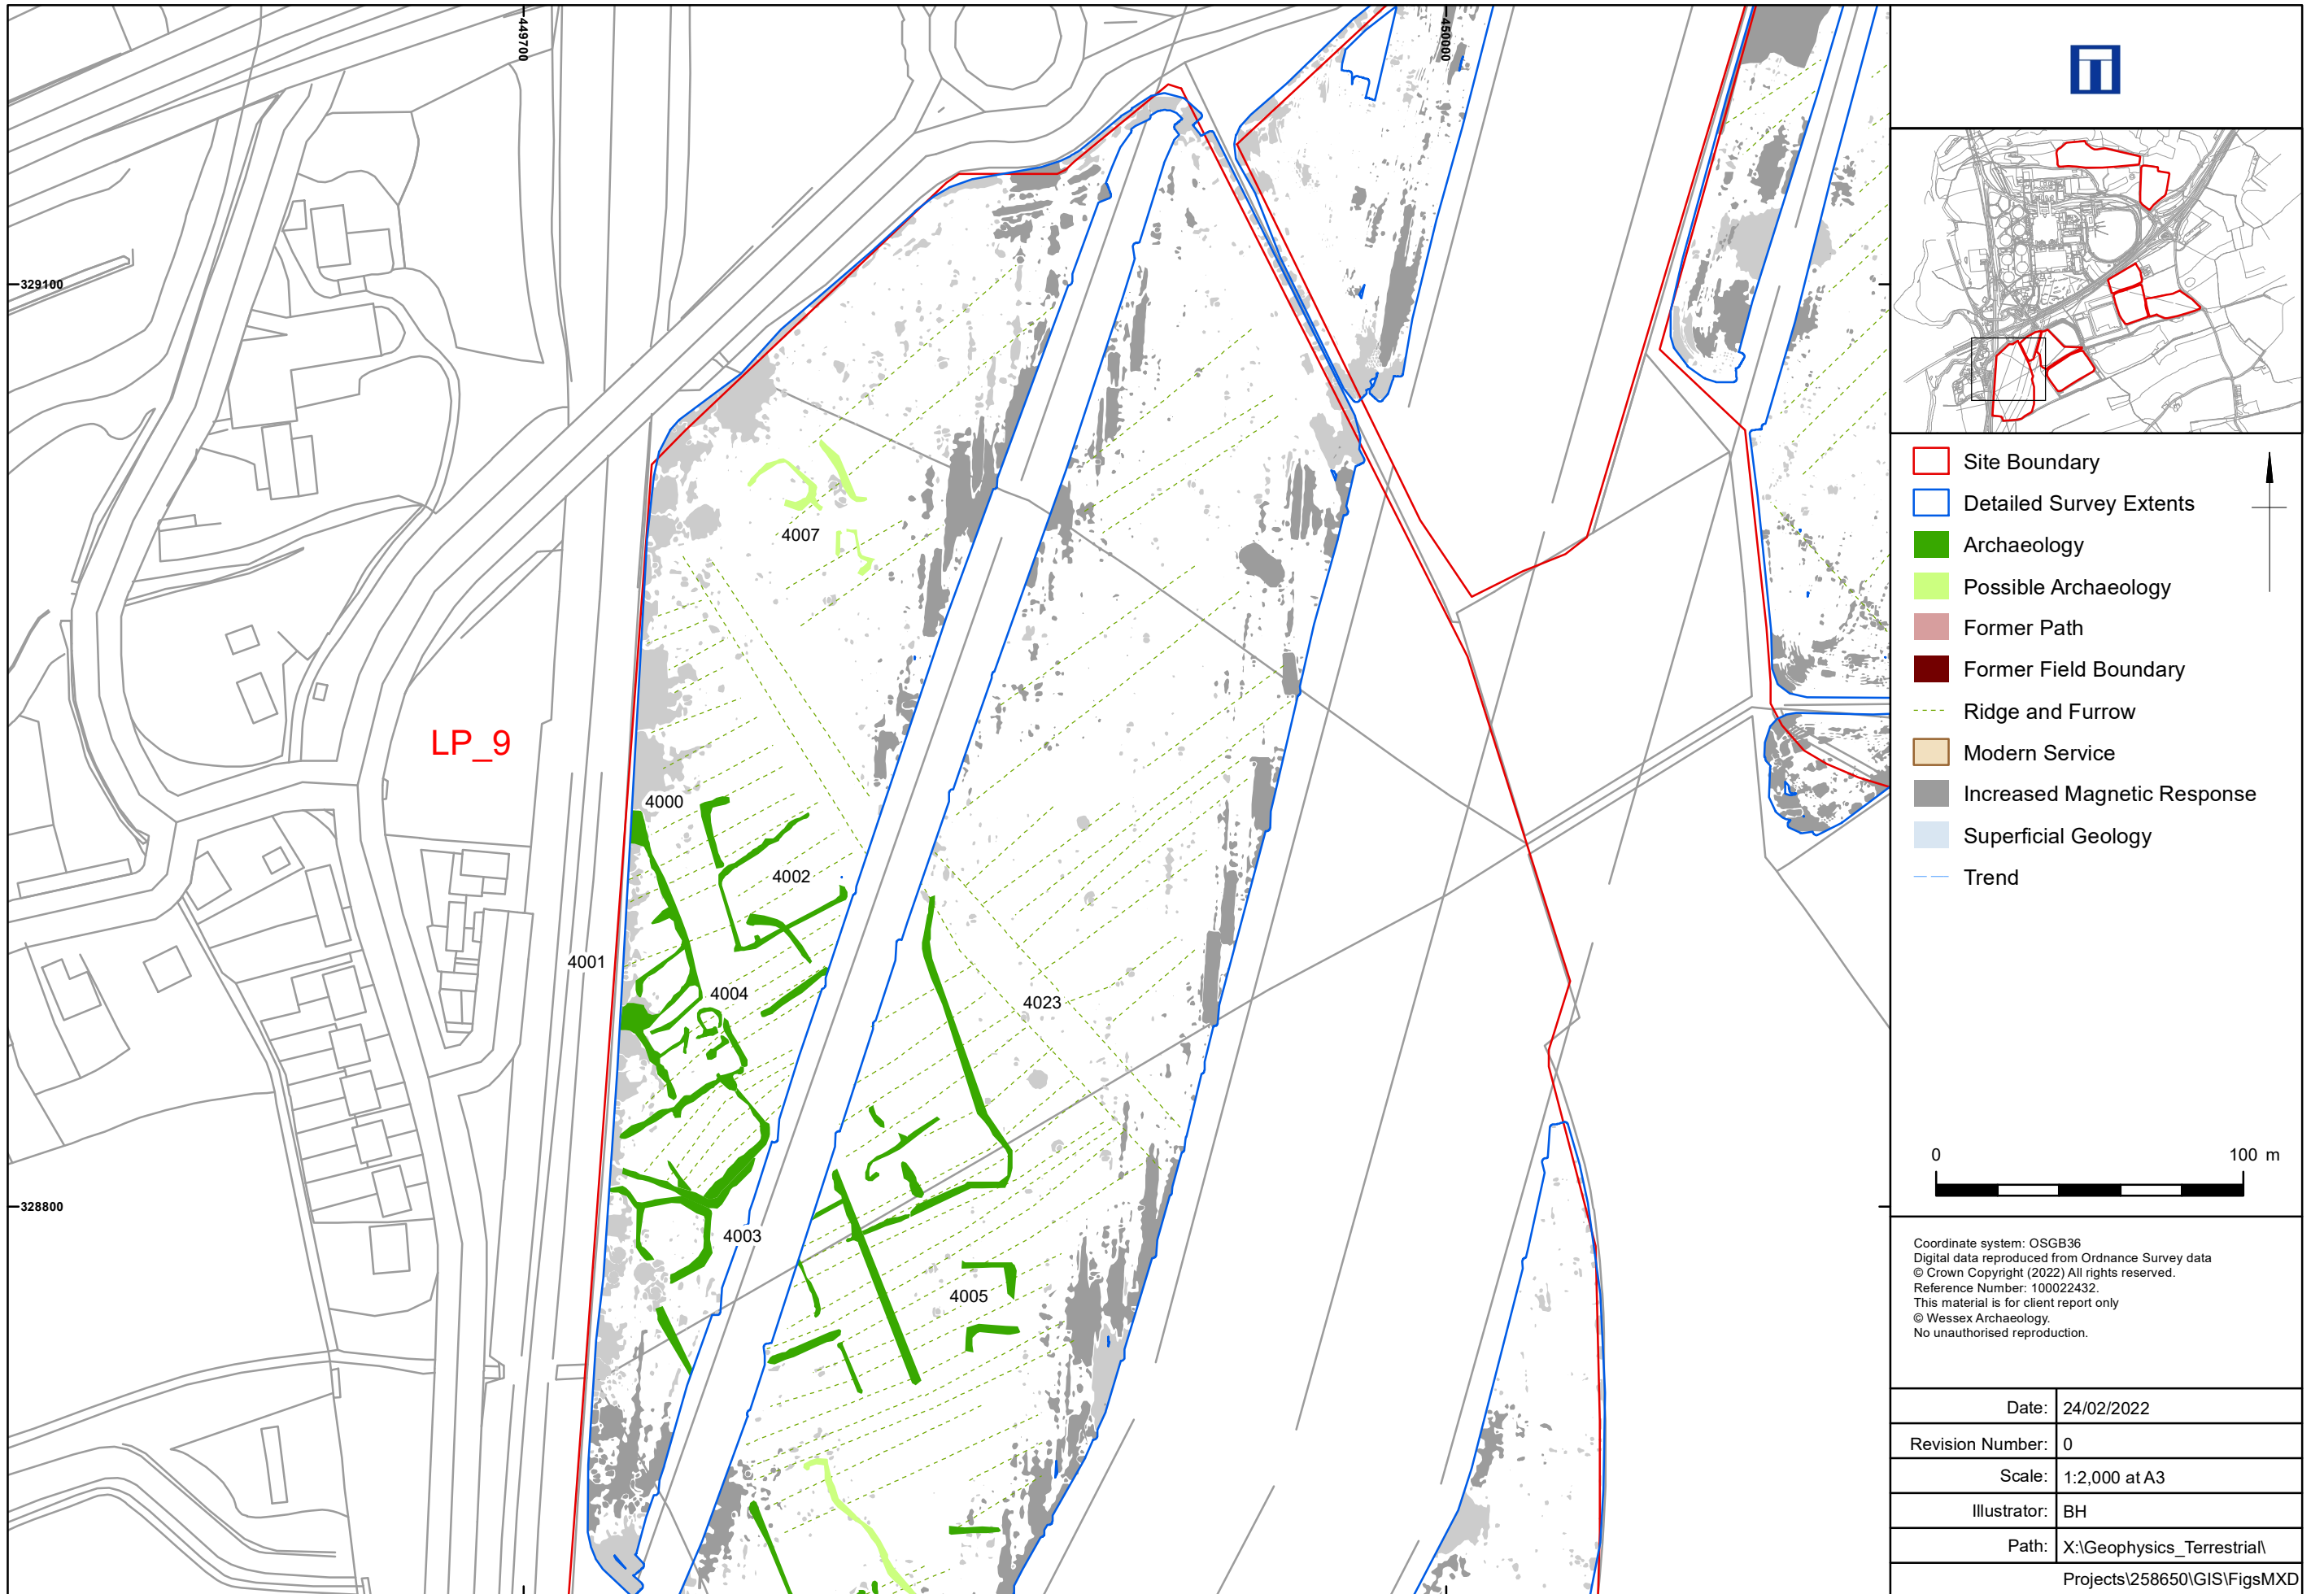 449700
450000
329100
4007
LP_9
4000
4002
4001
4004
4023
328800
4003
4005
Site Boundary
Detailed Survey Extents
Archaeology
Possible Archaeology
Former Path
Former Field Boundary
Ridge and Furrow
Modern Service
Increased Magnetic Response
Superficial Geology
Trend
0 100 m
Coordinate system: OSGB36
Digital data reproduced from Ordnance Survey data
© Crown Copyright (2022) All rights reserved.
Reference Number: 100022432.
This material is for client report only
© Wessex Archaeology.
No unauthorised reproduction.
Date: 24/02/2022
Revision Number: 0
Scale: 1:2,000 at A3
Illustrator: BH
Path: X:\Geophysics_Terrestrial\
Projects\258650\GIS\FigsMXD